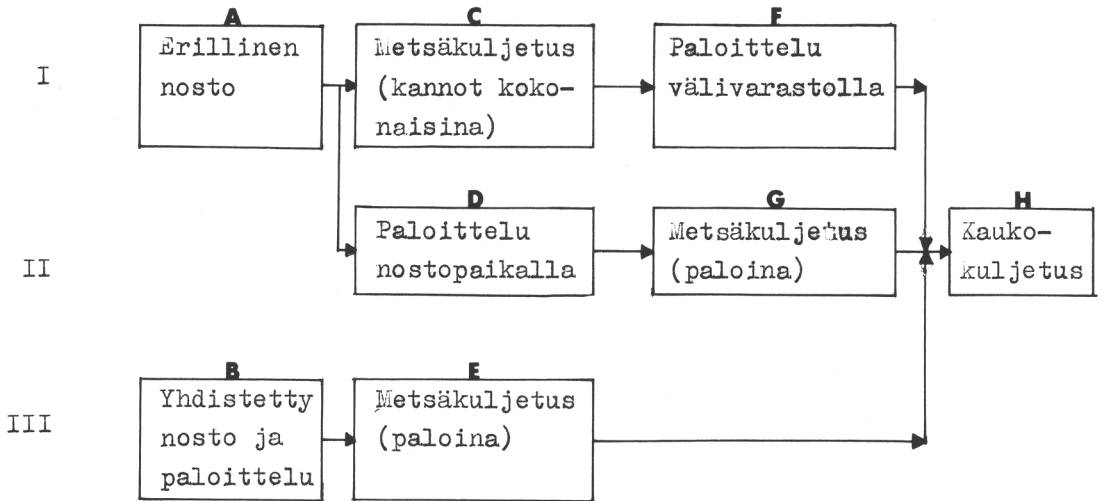 A
C
F
I
Erillinen
nosto
Metsäkuljetus
(kannot koko-
naisina)
Paloittelu
välivarastolla
D
G
H
II
Paloittelu
nostopaikalla
Metsäkuljetus
(paloina)
Kauko-
kuljetus
B
E
III
Yhdistetty
nosto ja
paloittelu
Metsäkuljetus
(paloina)